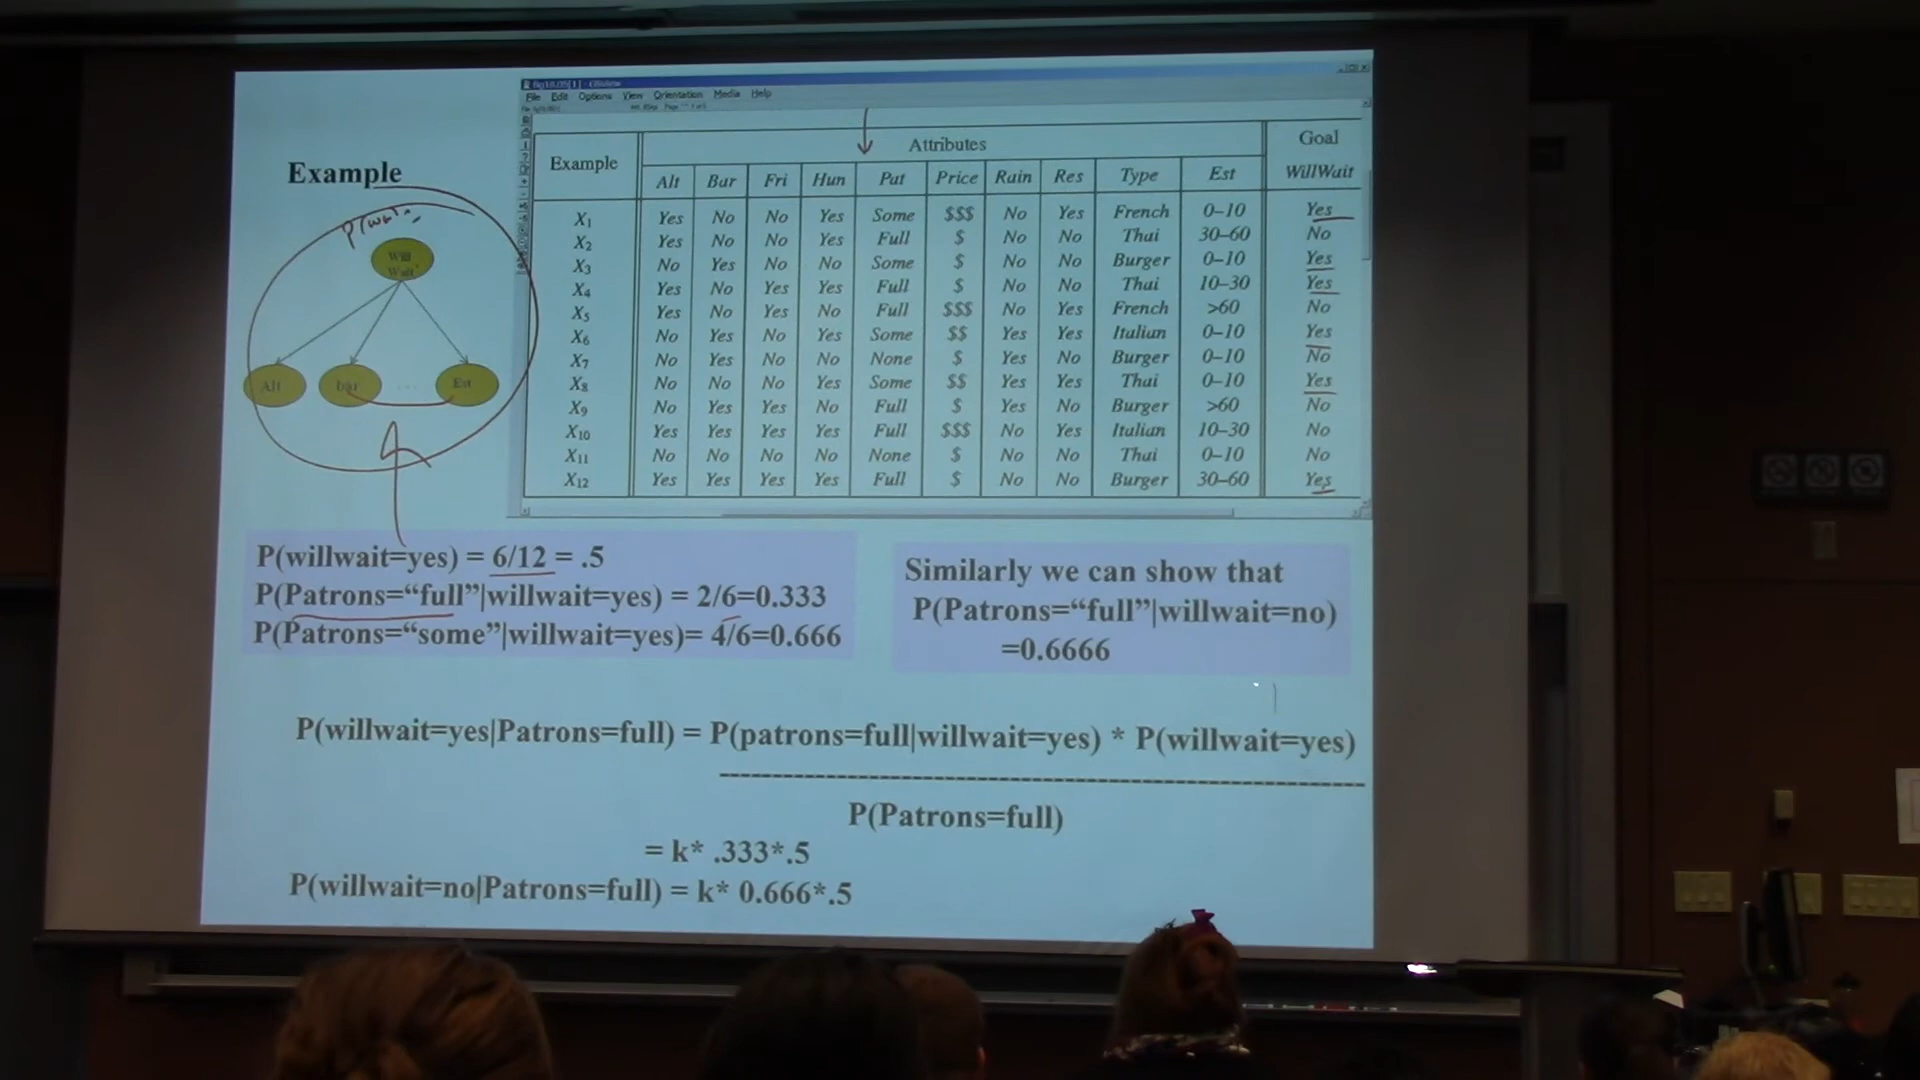 File Edit Options View Orientation Media Help
Example
P(wa
Will
Wait
Alt bar ... Est
Example Attributes Goal
Alt Bar Fri Hun Pat Price Rain Res Type Est WillWait
X1 Yes No No Yes Some $$$ No Yes French 0–10 Yes
X2 Yes No No Yes Full $ No No Thai 30–60 No
X3 No Yes No No Some $ No No Burger 0–10 Yes
X4 Yes No Yes Yes Full $ No No Thai 10–30 Yes
X5 Yes No Yes No Full $$$ No Yes French >60 No
X6 No Yes No Yes Some $$ Yes Yes Italian 0–10 Yes
X7 No Yes No No None $ Yes No Burger 0–10 No
X8 No No No Yes Some $$ Yes Yes Thai 0–10 Yes
X9 No Yes Yes No Full $ Yes No Burger >60 No
X10 Yes Yes Yes Yes Full $$$ No Yes Italian 10–30 No
X11 No No No No None $ No No Thai 0–10 No
X12 Yes Yes Yes Yes Full $ No No Burger 30–60 Yes
P(willwait=yes) = 6/12 = .5
P(Patrons=“full”|willwait=yes) = 2/6=0.333
P(Patrons=“some”|willwait=yes)= 4/6=0.666
Similarly we can show that
P(Patrons=“full”|willwait=no)
=0.6666
P(willwait=yes|Patrons=full) = P(patrons=full|willwait=yes) * P(willwait=yes)
P(Patrons=full)
= k* .333*.5
P(willwait=no|Patrons=full) = k* 0.666*.5